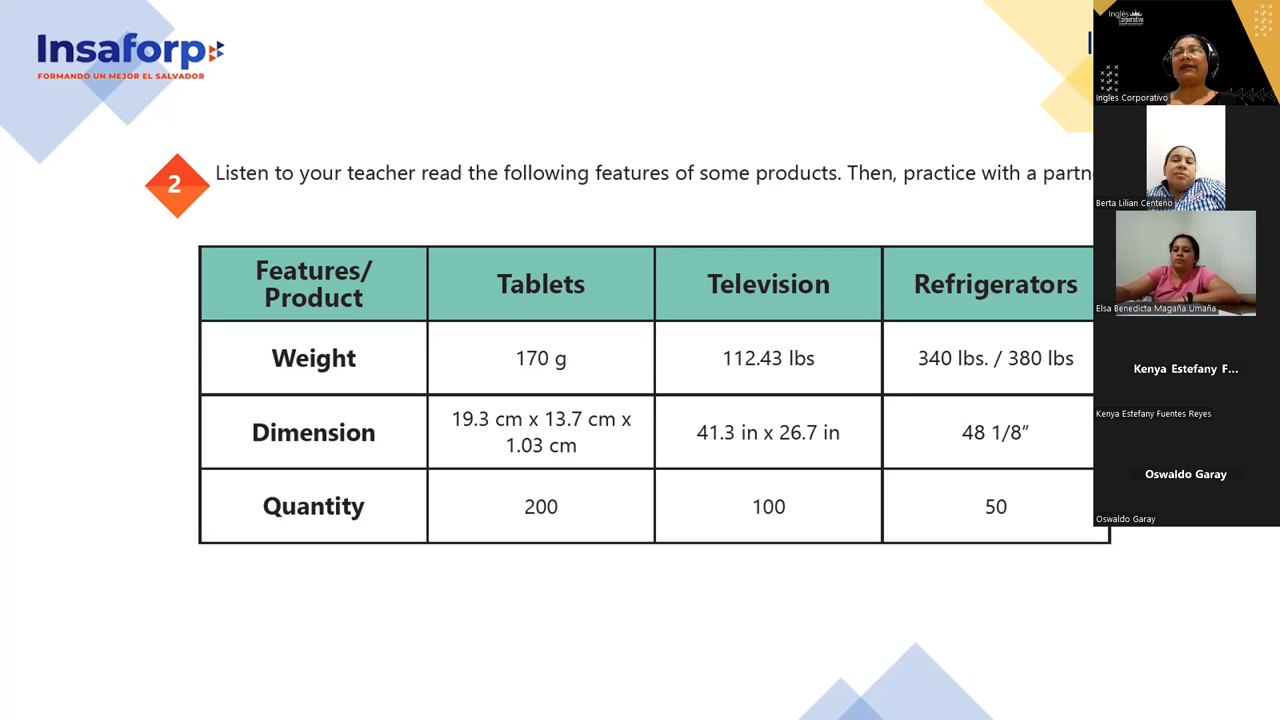 Insaforp
FORMANDO UN MEJOR EL SALVADOR
2
Listen to your teacher read the following features of some products. Then, practice with a partn
Features/ Product
Tablets
Television
Refrigerators
Weight
170 g
112.43 lbs
340 lbs. / 380 lbs
Dimension
19.3 cm x 13.7 cm x
1.03 cm
41.3 in x 26.7 in
48 1/8”
Quantity
200
100
50
Inglés
Corporativo
Ingles Corporativo
Berta Lilian Centeno
Elsa Benedicta Magaña Umaña
Kenya Estefany F...
Kenya Estefany Fuentes Reyes
Oswaldo Garay
Oswaldo Garay